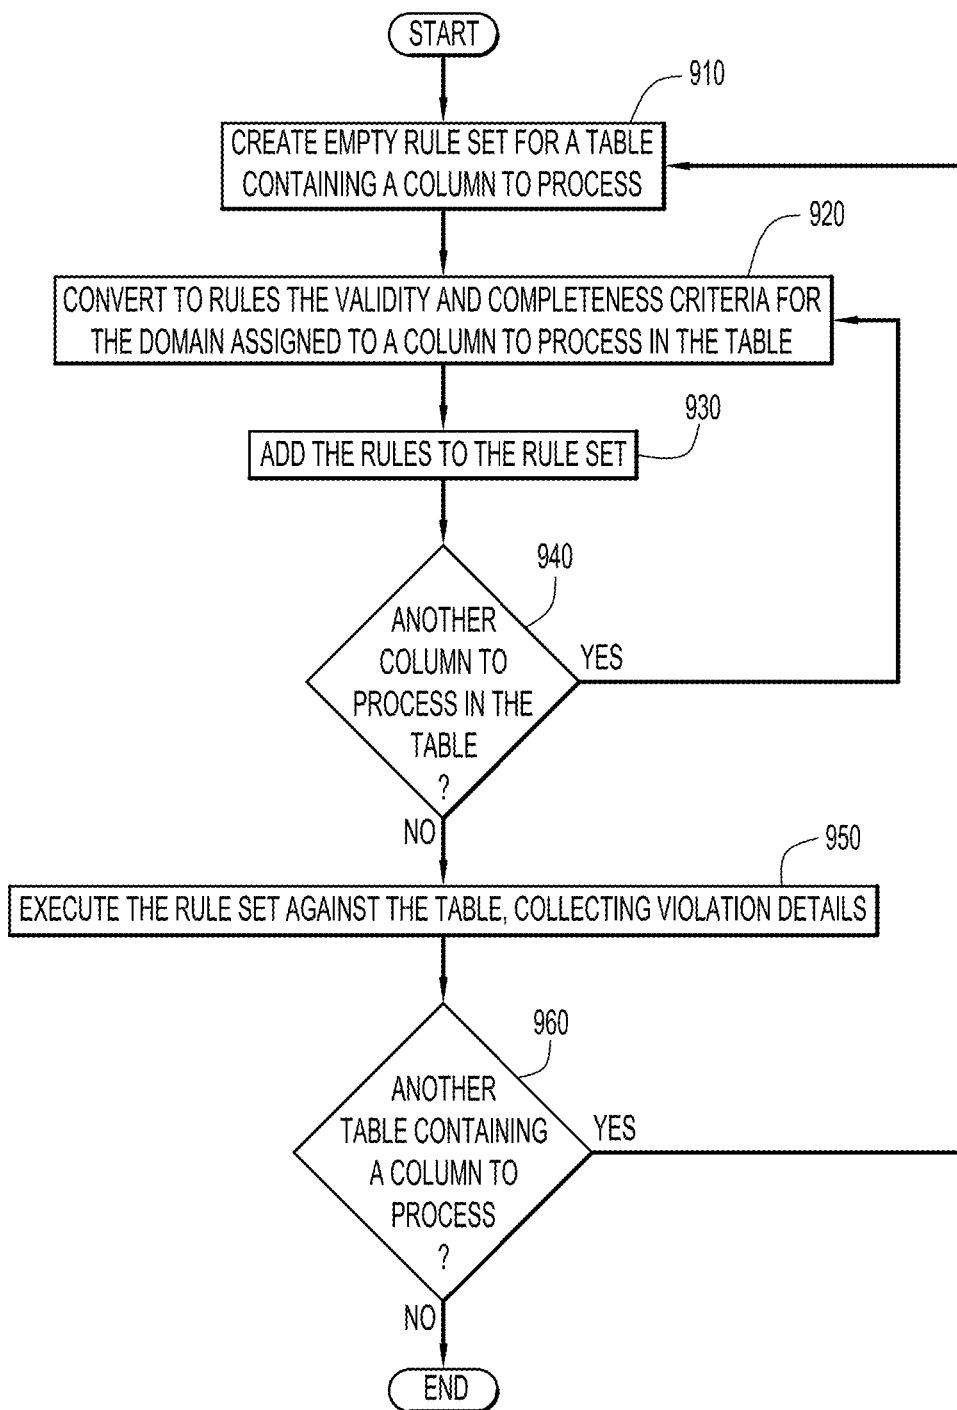 START
910
CREATE EMPTY RULE SET FOR A TABLE
CONTAINING A COLUMN TO PROCESS
920
CONVERT TO RULES THE VALIDITY AND COMPLETENESS CRITERIA FOR
THE DOMAIN ASSIGNED TO A COLUMN TO PROCESS IN THE TABLE
930
ADD THE RULES TO THE RULE SET
940
ANOTHER
COLUMN TO
PROCESS IN THE
TABLE
?
YES
NO
950
EXECUTE THE RULE SET AGAINST THE TABLE, COLLECTING VIOLATION DETAILS
960
ANOTHER
TABLE CONTAINING
A COLUMN TO
PROCESS
?
YES
NO
END